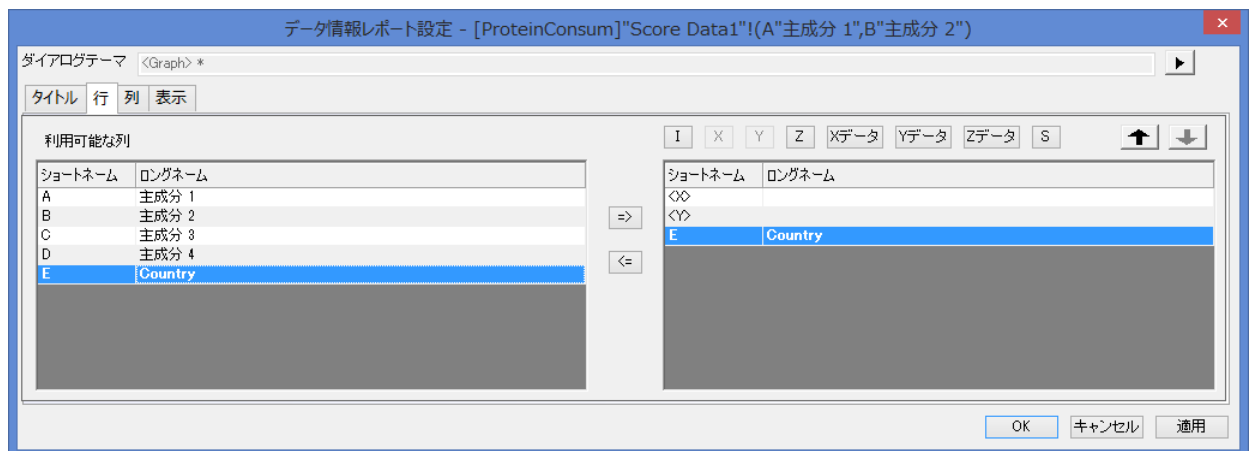 データ情報レポート設定 - [ProteinConsum]"Score Data1"!(A"主成分 1",B"主成分 2")
×
ダイアログテーマ <Graph> *
タイトル 行 列 表示
利用可能な列
I X Y Z Xデータ Yデータ Zデータ S
ショートネーム ロングネーム
A 主成分 1
B 主成分 2
C 主成分 3
D 主成分 4
E Country
=>
<=
ショートネーム ロングネーム
<X>
<Y>
E Country
OK キャンセル 適用